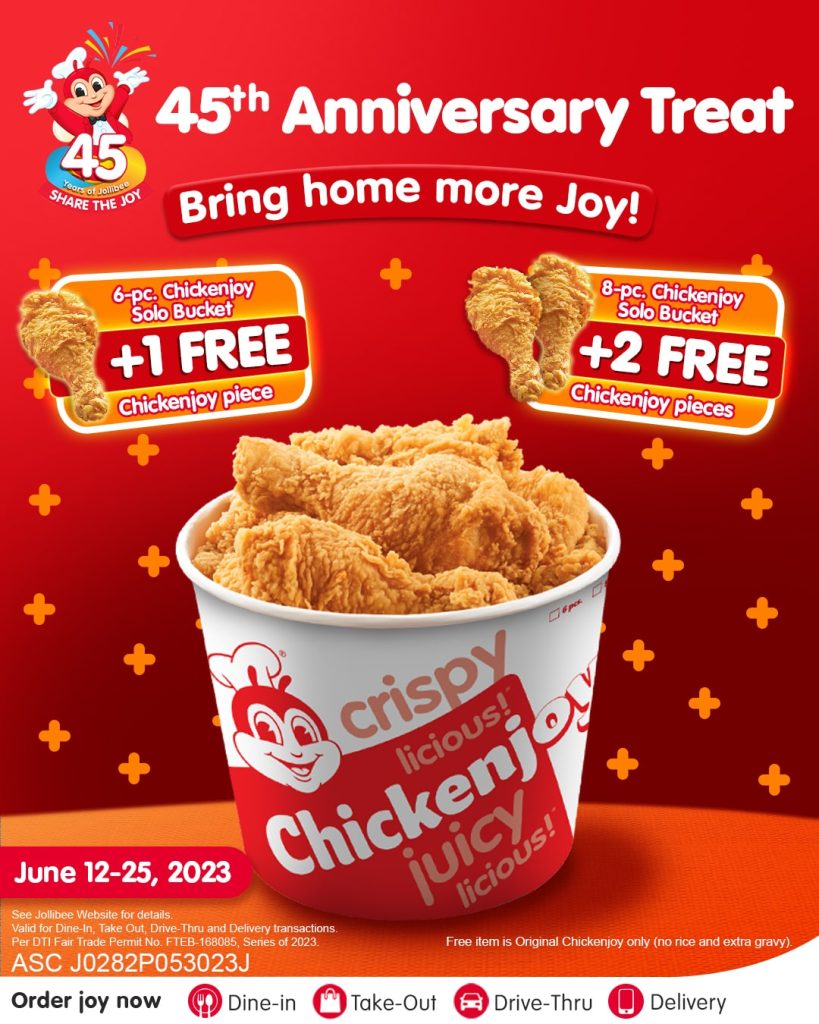 45
Years of Jollibee
SHARE THE JOY
45th Anniversary Treat
Bring home more Joy!
6-pc. Chickenjoy
Solo Bucket
+1 FREE
Chickenjoy piece
8-pc. Chickenjoy
Solo Bucket
+2 FREE
Chickenjoy pieces
6 pcs.
®
crispy
licious!
Chickenjoy
juicy
licious!
June 12-25, 2023
See Jollibee Website for details.
Valid for Dine-In, Take Out, Drive-Thru and Delivery transactions.
Per DTI Fair Trade Permit No. FTEB-168085, Series of 2023.
ASC J0282P053023J
Free item is Original Chickenjoy only (no rice and extra gravy).
Order joy now Dine-in Take-Out Drive-Thru Delivery